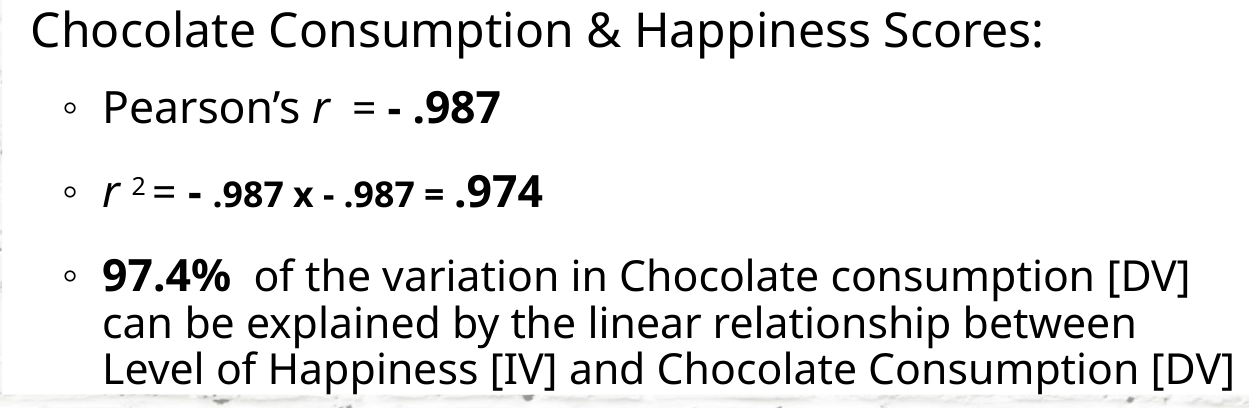 Chocolate Consumption & Happiness Scores:
◦ Pearson’s r = - .987
◦ r ² = - .987 x - .987 = .974
◦ 97.4% of the variation in Chocolate consumption [DV]
can be explained by the linear relationship between
Level of Happiness [IV] and Chocolate Consumption [DV]